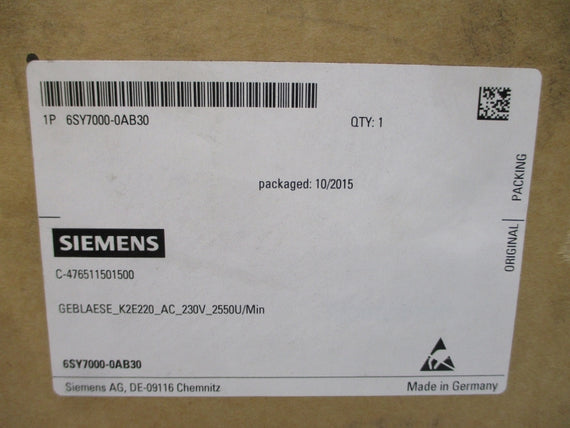 1P 6SY7000-0AB30
QTY: 1
packaged: 10/2015
ORIGINAL PACKING
SIEMENS
C-476511501500
GEBLAESE_K2E220_AC_230V_2550U/Min
6SY7000-0AB30
Siemens AG, DE-09116 Chemnitz
Made in Germany